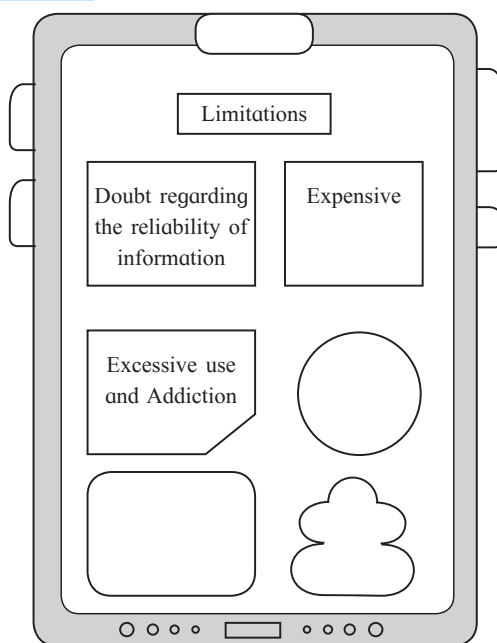 Limitations
Doubt regarding
the reliability of
information
Expensive
Excessive use
and Addiction